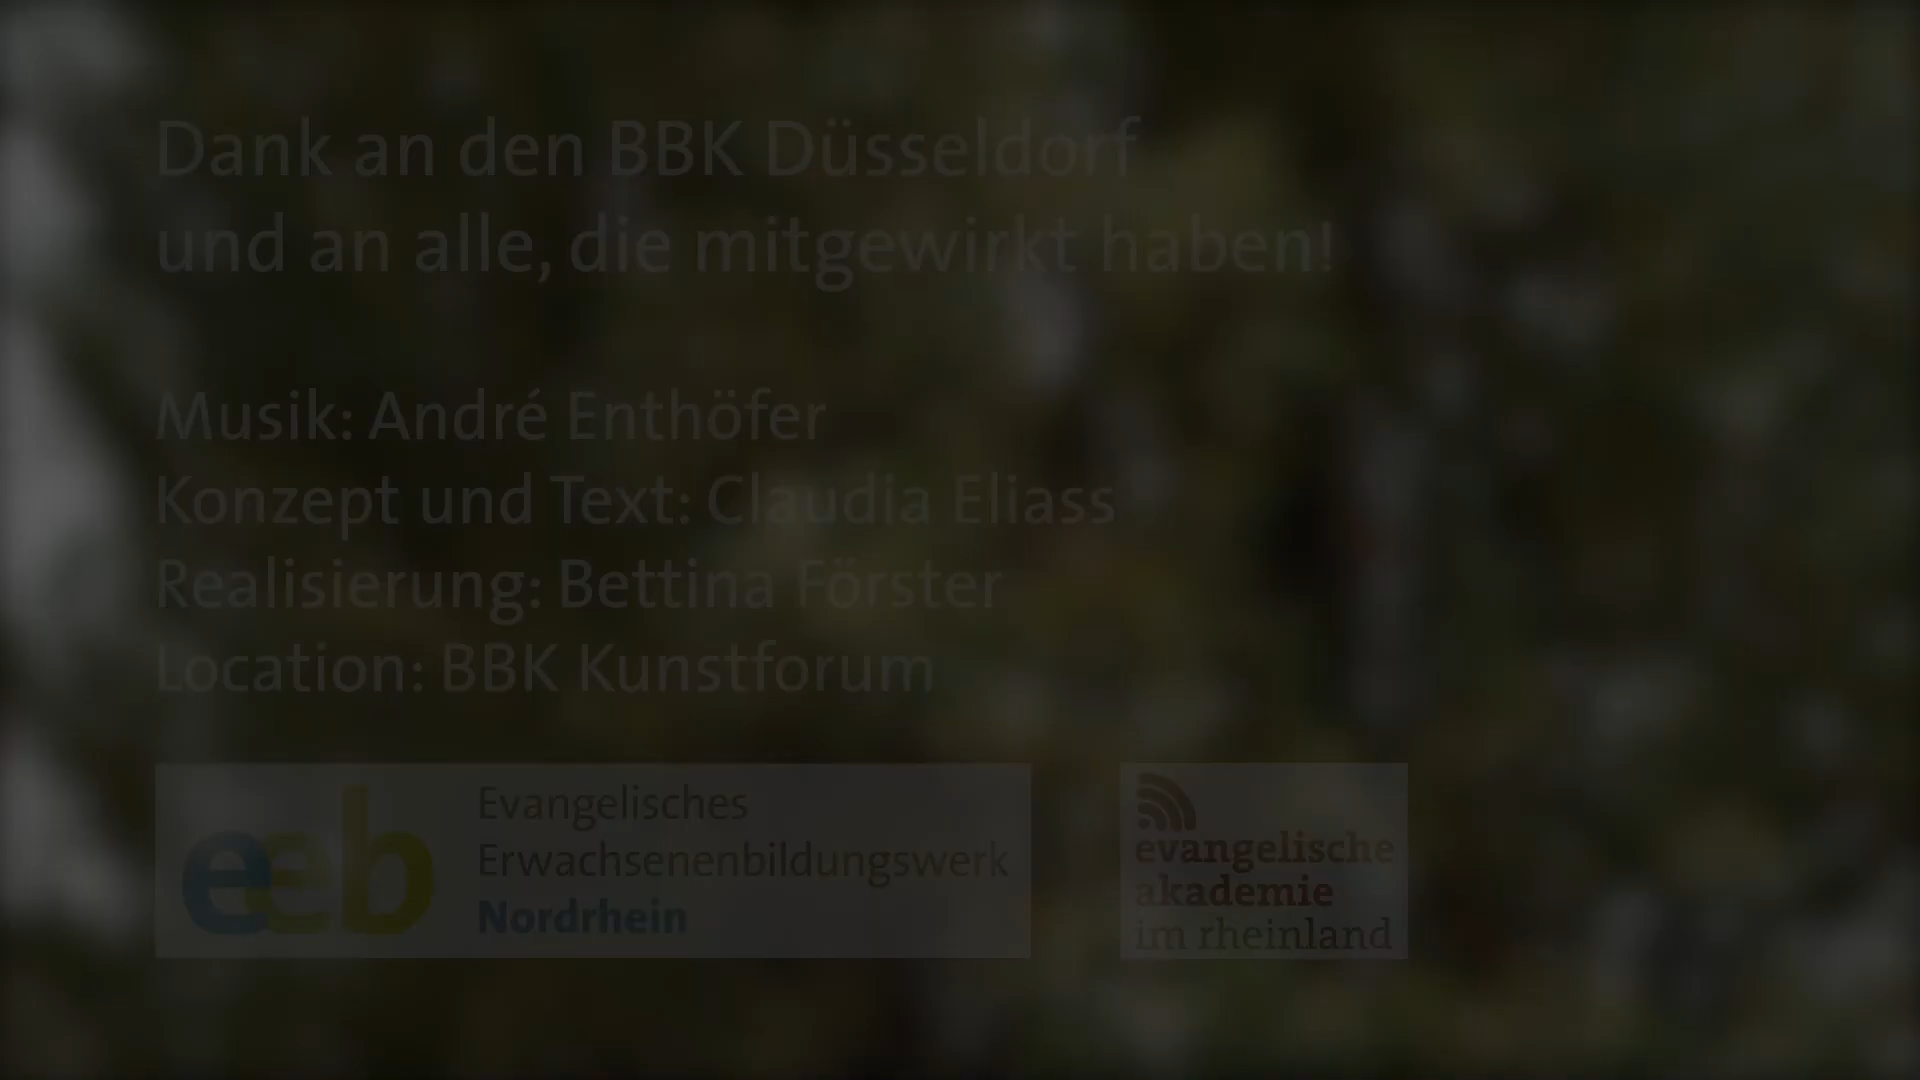 Dank an den BBK Düsseldorf
und an alle, die mitgewirkt haben!
Musik: André Enthöfer
Konzept und Text: Claudia Eliass
Realisierung: Bettina Förster
Location: BBK Kunstforum
eeb
Evangelisches
Erwachsenenbildungswerk
Nordrhein
evangelische
akademie
im rheinland